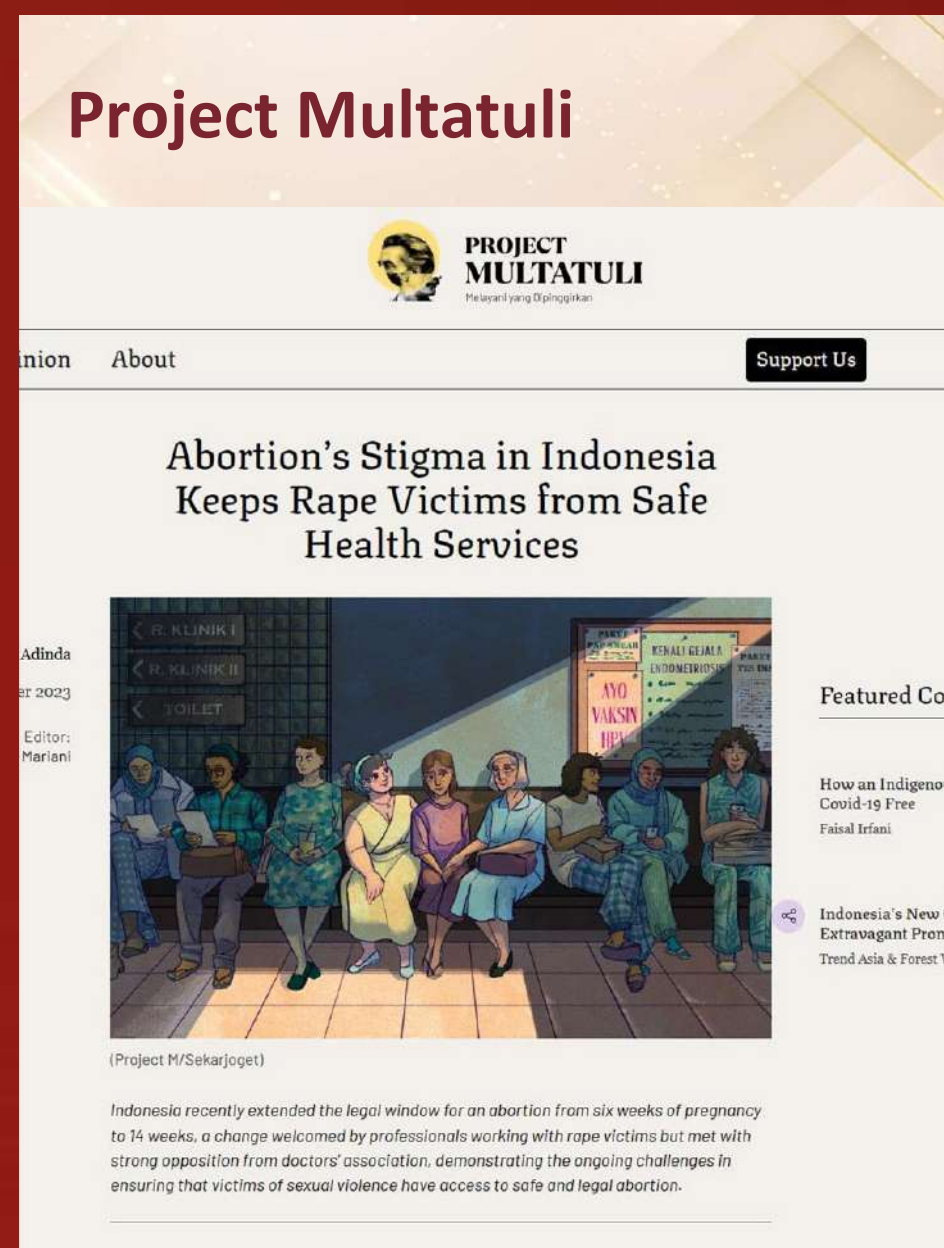 Project Multatuli
PROJECT
MULTATULI
Melayani yang Dipinggirkan
inion
About
Support Us
Abortion's Stigma in Indonesia
Keeps Rape Victims from Safe
Health Services
Adinda
er 2023
Editor:
Mariani
R. KLINIK I
R. KLINIK II
TOILET
KENALI GEJALA
ENDOMETRIOSIS
AYO
VAKSIN
HPV
Featured Co
How an Indigeno
Covid-19 Free
Faisal Irfani
Indonesia's New
Extravagant Pron
Trend Asia & Forest
(Project M/Sekarjoget)
Indonesia recently extended the legal window for an abortion from six weeks of pregnancy
to 14 weeks, a change welcomed by professionals working with rape victims but met with
strong opposition from doctors' association, demonstrating the ongoing challenges in
ensuring that victims of sexual violence have access to safe and legal abortion.